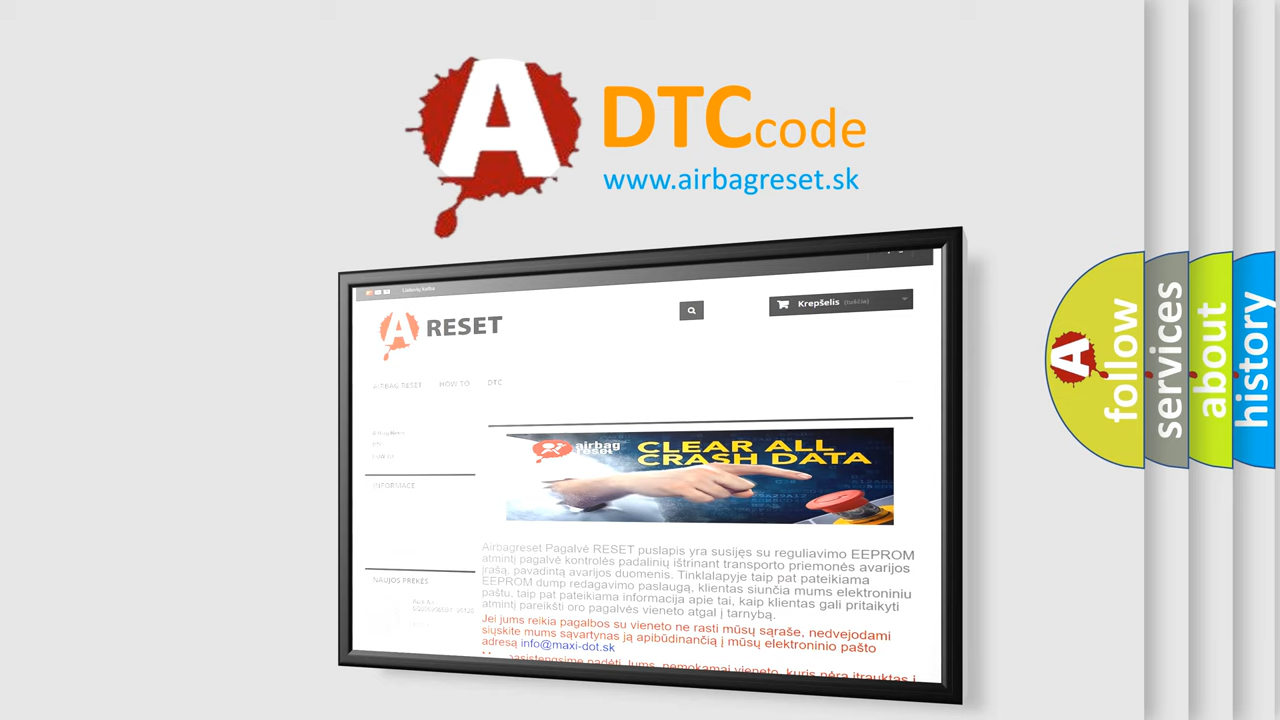 A DTCcode
www.airbagreset.sk
Lietuvių kalba
A RESET
Krepšelis (tuščia)
AIRBAG RESET HOW TO DTC
INFORMACE
airbag
reset
CLEAR ALL
CRASH DATA
Airbagreset Pagalvė RESET puslapis yra susijęs su reguliavimo EEPROM
atmintį pagalvė kontrolės padalinių ištrinant transporto priemonės avarijos
įrašą, pavadintą avarijos duomenis. Tinklalapyje taip pat pateikiama
EEPROM dump redagavimo paslaugą, klientas siunčia mums elektroniniu
paštu, taip pat pateikiama informacija apie tai, kaip klientas gali pritaikyti
atmintį pareikšti oro pagalvės vieneto atgal į tarnybą.
Jei jums reikia pagalbos su vieneto ne rasti mūsų sąraše, nedvejodami
siųskite mums sąvartynas ją apibūdinančią į mūsų elektroninio pašto
adresą info@maxi-dot.sk
NAUJOS PREKĖS
A follow
services
about
history